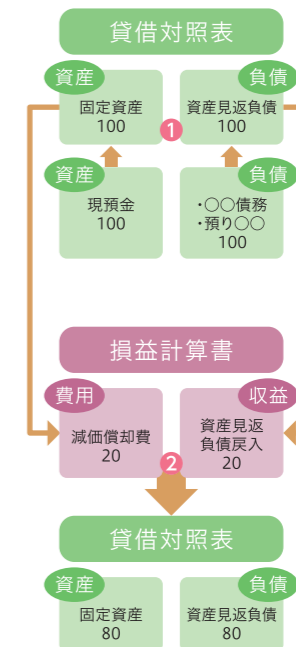 貸借対照表
資産
固定資産
100
負債
資産見返負債
100
1
資産
現預金
100
負債
・○○債務
・預り○○
100
損益計算書
費用
減価償却費
20
収益
資産見返
負債戻入
20
2
貸借対照表
資産
固定資産
80
負債
資産見返負債
80